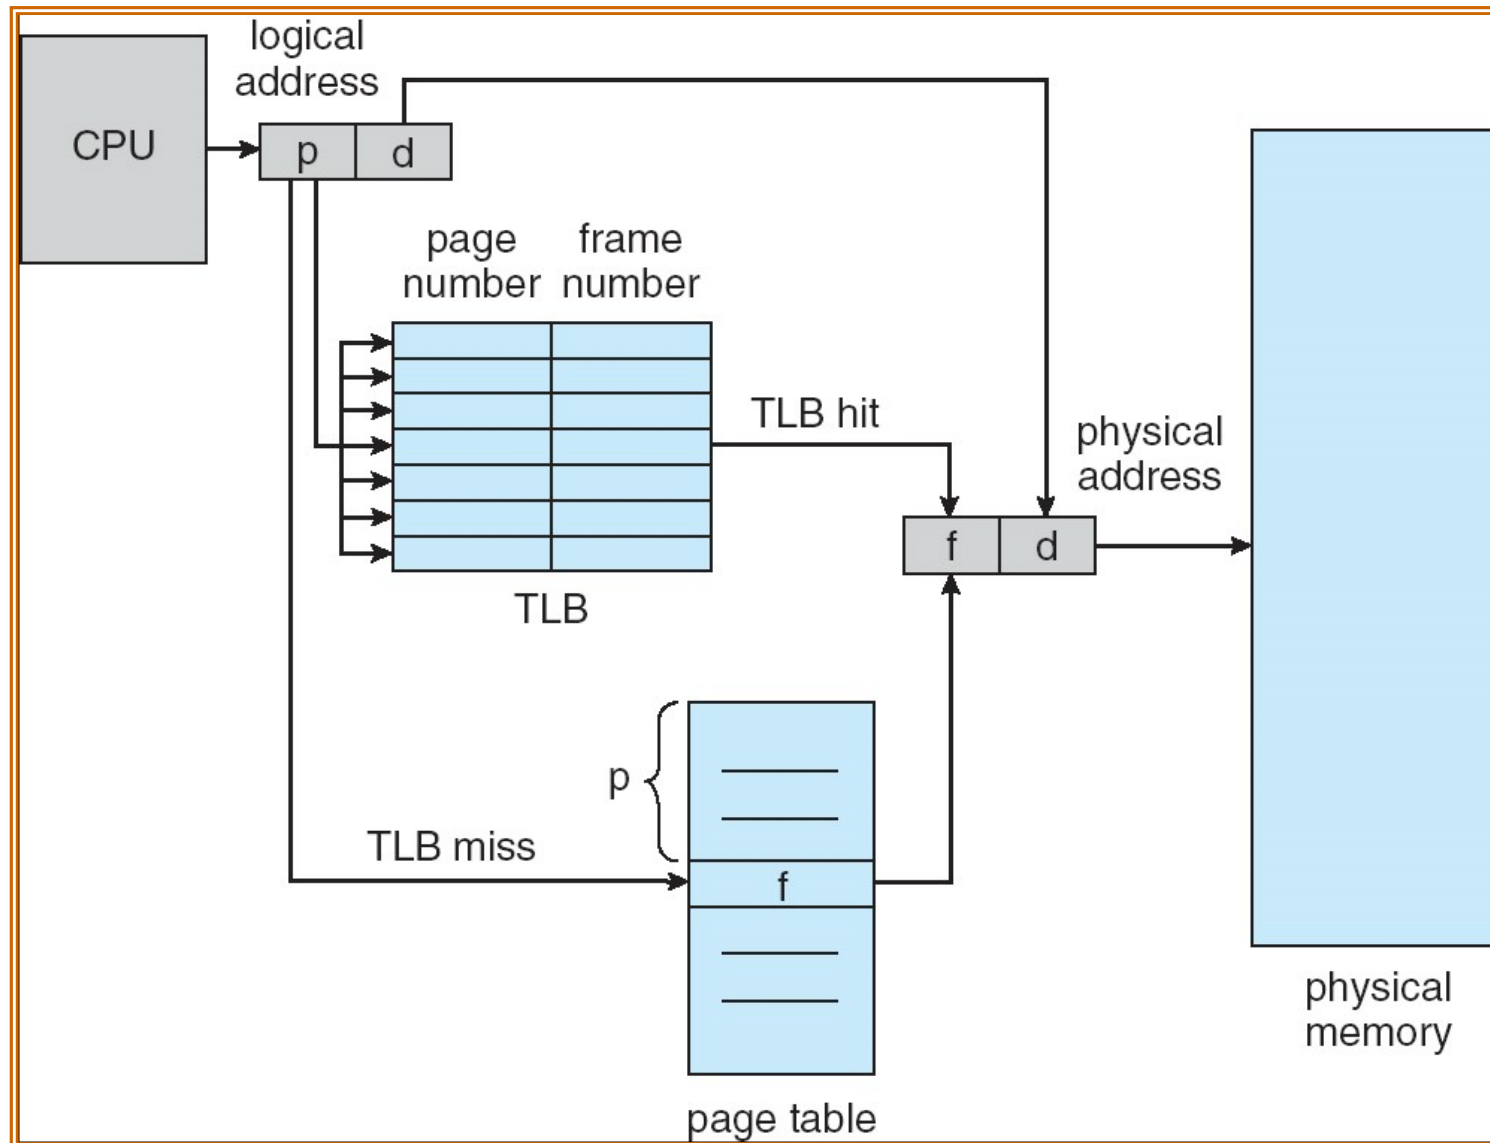 logical
address
CPU
p
d
page
number
frame
number
TLB hit
physical
address
f
d
TLB
p
TLB miss
f
physical
memory
page table